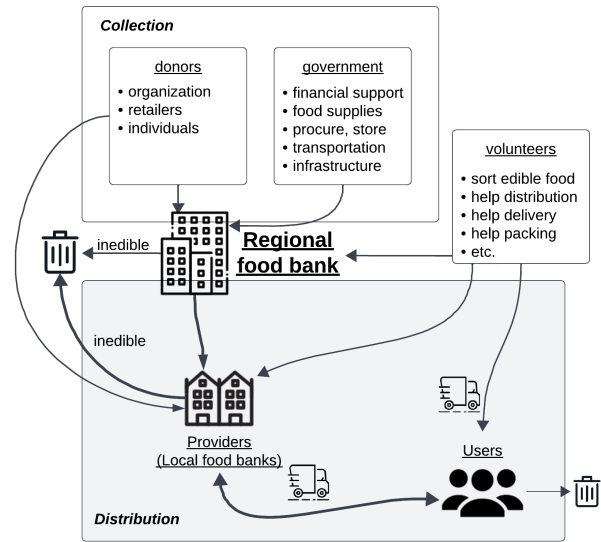 Collection
donors
• organization
• retailers
• individuals
government
• financial support
• food supplies
• procure, store
• transportation
• infrastructure
volunteers
• sort edible food
• help distribution
• help delivery
• help packing
• etc.
inedible
Regional
food bank
inedible
Providers
(Local food banks)
Users
Distribution